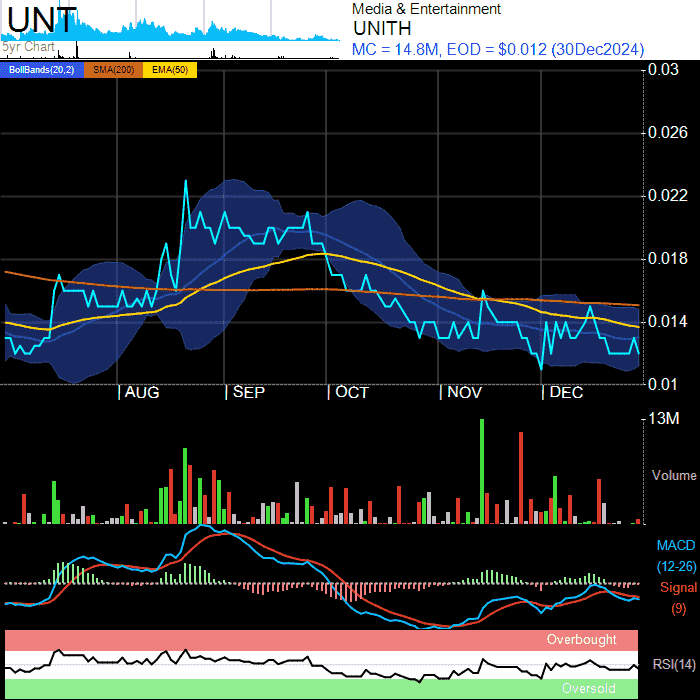 UNT
5yr Chart
Media & Entertainment
UNITH
MC = 14.8M, EOD = $0.012 (30Dec2024)
BollBands(20,2) SMA(200) EMA(50)
0.03
0.026
0.022
0.018
0.014
0.01
AUG SEP OCT NOV DEC
13M
Volume
MACD
(12-26)
Signal
(9)
Overbought
RSI(14)
Oversold